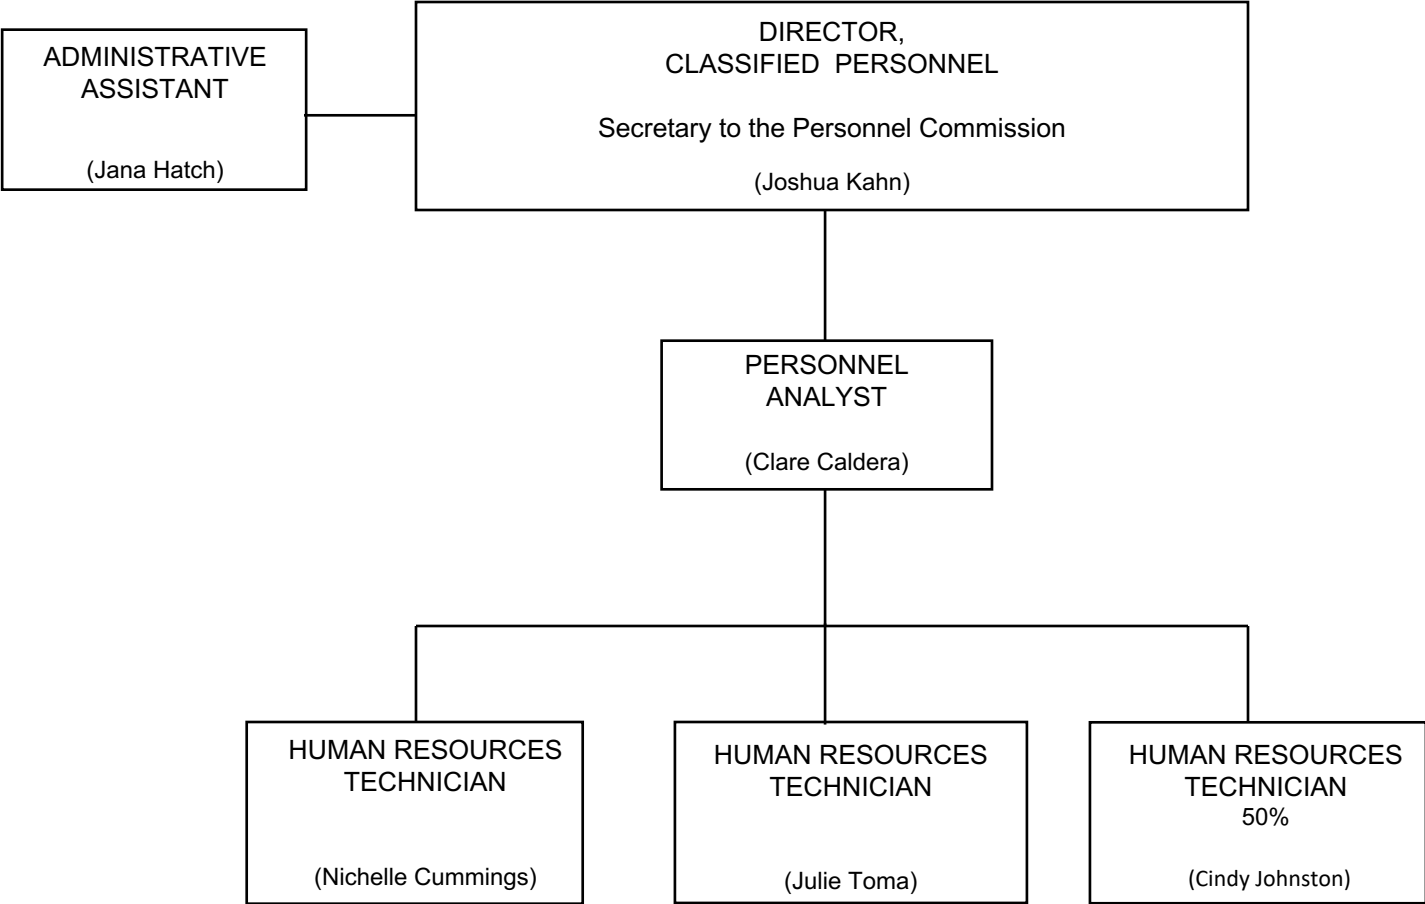 ADMINISTRATIVE
ASSISTANT
(Jana Hatch)
DIRECTOR,
CLASSIFIED PERSONNEL
Secretary to the Personnel Commission
(Joshua Kahn)
PERSONNEL
ANALYST
(Clare Caldera)
HUMAN RESOURCES
TECHNICIAN
(Nichelle Cummings)
HUMAN RESOURCES
TECHNICIAN
(Julie Toma)
HUMAN RESOURCES
TECHNICIAN
50%
(Cindy Johnston)